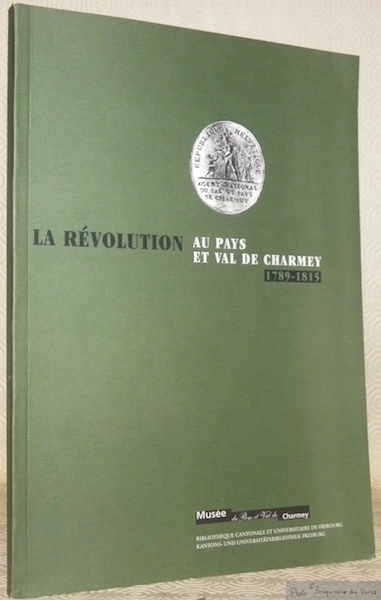 REPUBLIQUE HELVETIQUE
AGENT NATIONAL
DU VAL ET PAYS
DE CHARMEY
LA RÉVOLUTION AU PAYS
ET VAL DE CHARMEY
1789-1815
Musée du Pays et Val de Charmey
BIBLIOTHÈQUE CANTONALE ET UNIVERSITAIRE DE FRIBOURG
KANTONS- UND UNIVERSITÄTSBIBLIOTHEK FREIBURG
Photo © Bouquinerie du Varis